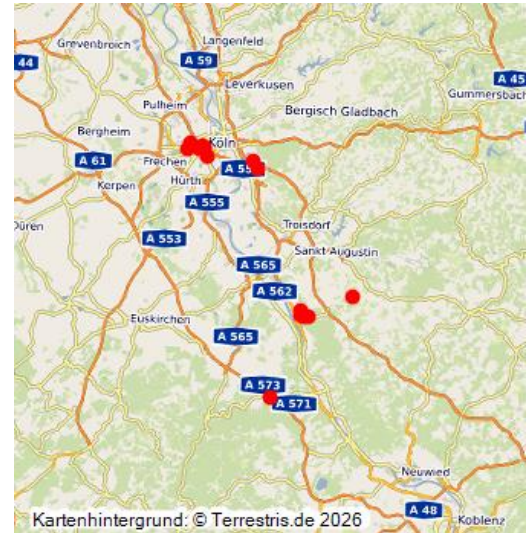 Grevenbroich
Langenfeld
44
A 59
A 45
Leverkusen
Gummersbach
Pulheim
Bergisch Gladbach
Bergheim
Köln
A 61
Frechen
A 55
Kerpen
Hürth
A 555
Düren
Troisdorf
A 553
Sankt Augustin
A 565
A 562
Euskirchen
A 565
A 573
A 571
Neuwied
A 48
Koblenz
Kartenhintergrund: © Terrestris.de 2026